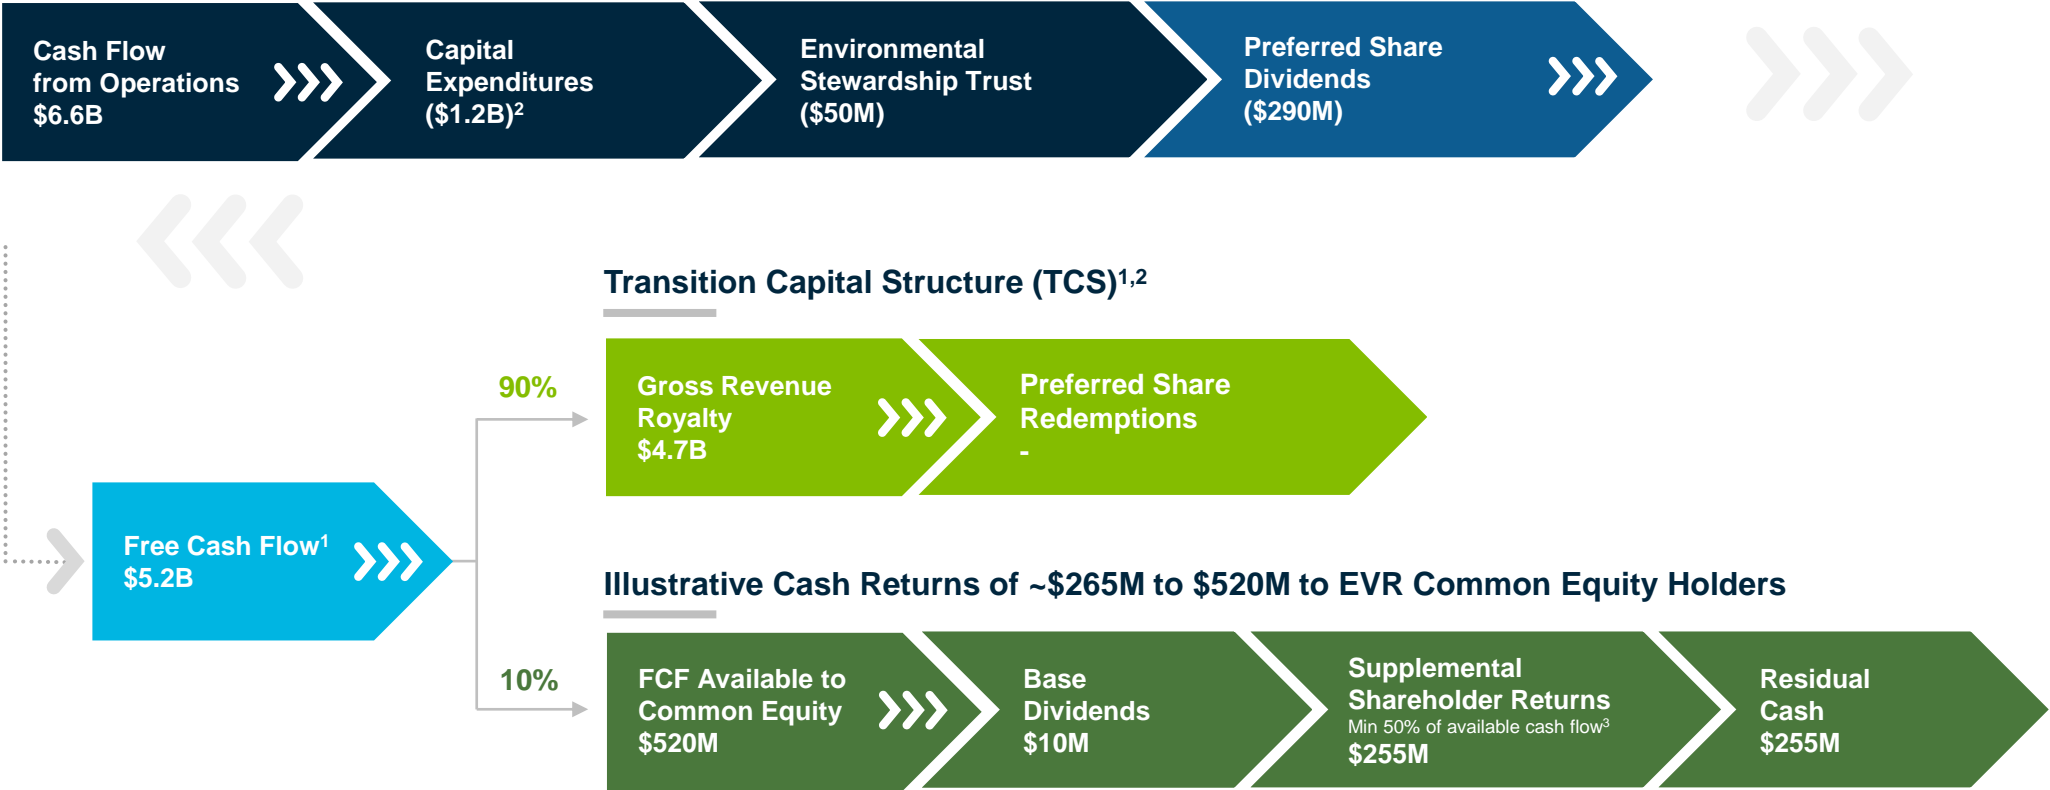 Cash Flow
from Operations
$6.6B
Capital
Expenditures
($1.2B)2
Environmental
Stewardship Trust
($50M)
Preferred Share
Dividends
($290M)
Transition Capital Structure (TCS)1,2
90%
Gross Revenue
Royalty
$4.7B
Preferred Share
Redemptions
-
Free Cash Flow1
$5.2B
Illustrative Cash Returns of ~$265M to $520M to EVR Common Equity Holders
10%
FCF Available to
Common Equity
$520M
Base
Dividends
$10M
Supplemental
Shareholder Returns
Min 50% of available cash flow3
$255M
Residual
Cash
$255M